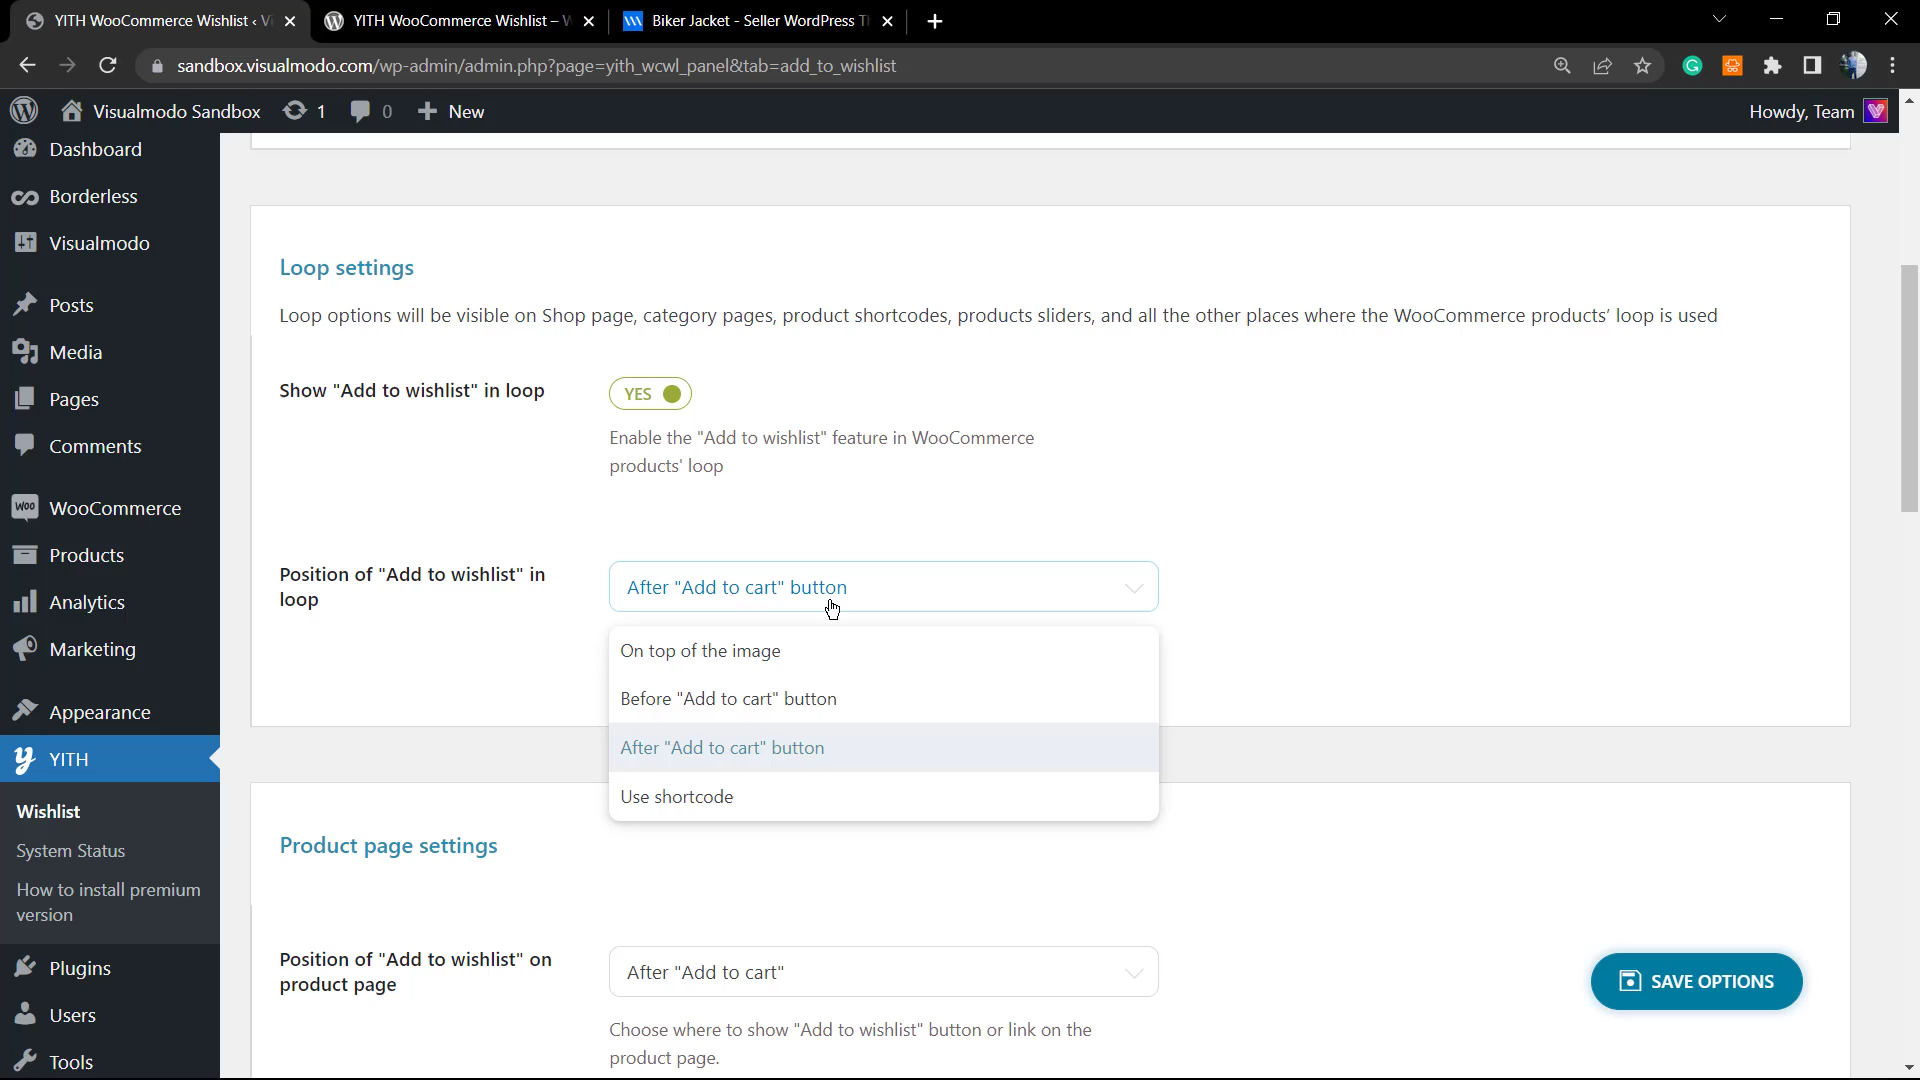 YITH WooCommerce Wishlist ‹ Vi
YITH WooCommerce Wishlist – W
Biker Jacket - Seller WordPress Th
sandbox.visualmodo.com/wp-admin/admin.php?page=yith_wcwl_panel&tab=add_to_wishlist
Visualmodo Sandbox
1
0
New
Howdy, Team
Dashboard
Borderless
Visualmodo
Posts
Media
Pages
Comments
WooCommerce
Products
Analytics
Marketing
Appearance
YITH
Wishlist
System Status
How to install premium
version
Plugins
Users
Tools
Loop settings
Loop options will be visible on Shop page, category pages, product shortcodes, products sliders, and all the other places where the WooCommerce products' loop is used
Show "Add to wishlist" in loop
YES
Enable the "Add to wishlist" feature in WooCommerce
products' loop
Position of "Add to wishlist" in
loop
After "Add to cart" button
On top of the image
Before "Add to cart" button
After "Add to cart" button
Use shortcode
Product page settings
Position of "Add to wishlist" on
product page
After "Add to cart"
Choose where to show "Add to wishlist" button or link on the
product page.
SAVE OPTIONS